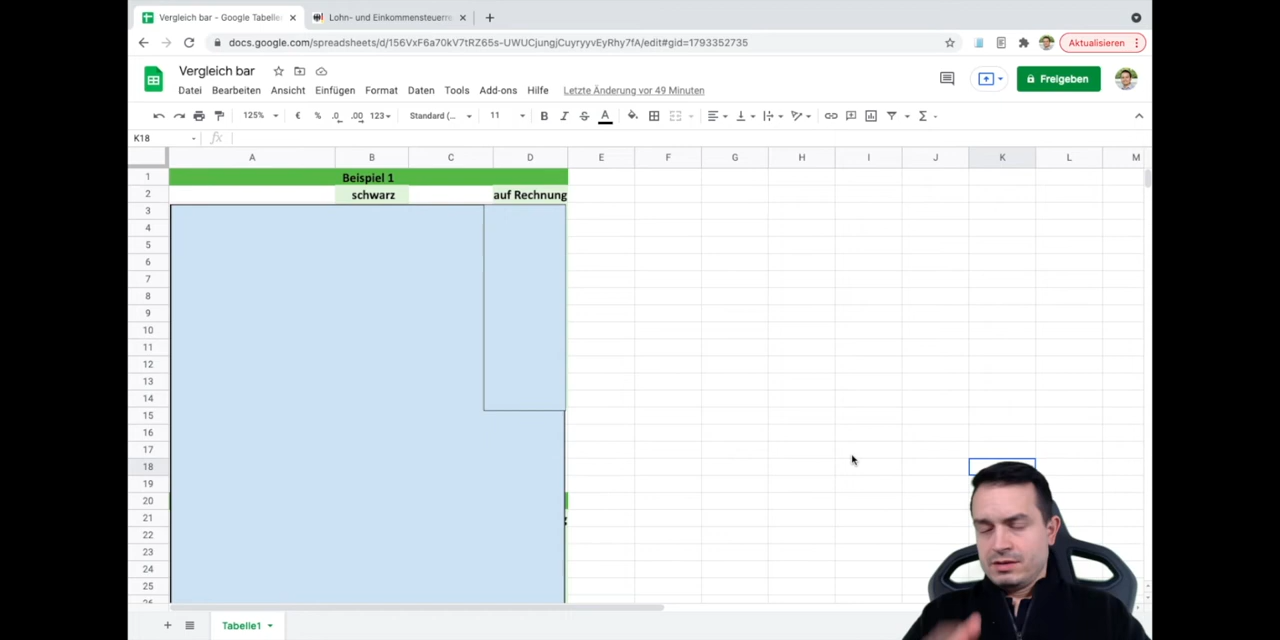 Vergleich bar - Google Tabelle
Lohn- und Einkommensteuerre
docs.google.com/spreadsheets/d/156VxF6a70kV7tRZ65s-UWUCjungjCuyryyvEyRhy7fA/edit#gid=1793352735
Aktualisieren
Vergleich bar
Datei Bearbeiten Ansicht Einfügen Format Daten Tools Add-ons Hilfe Letzte Änderung vor 49 Minuten
Freigeben
125% € % .0 .00 123 Standard (... 11 B I S A Σ
K18 fx
A B C D E F G H I J K L M
1 Beispiel 1
2 schwarz auf Rechnung
3
4
5
6
7
8
9
10
11
12
13
14
15
16
17
18
19
20
21
22
23
24
25
26
Tabelle1